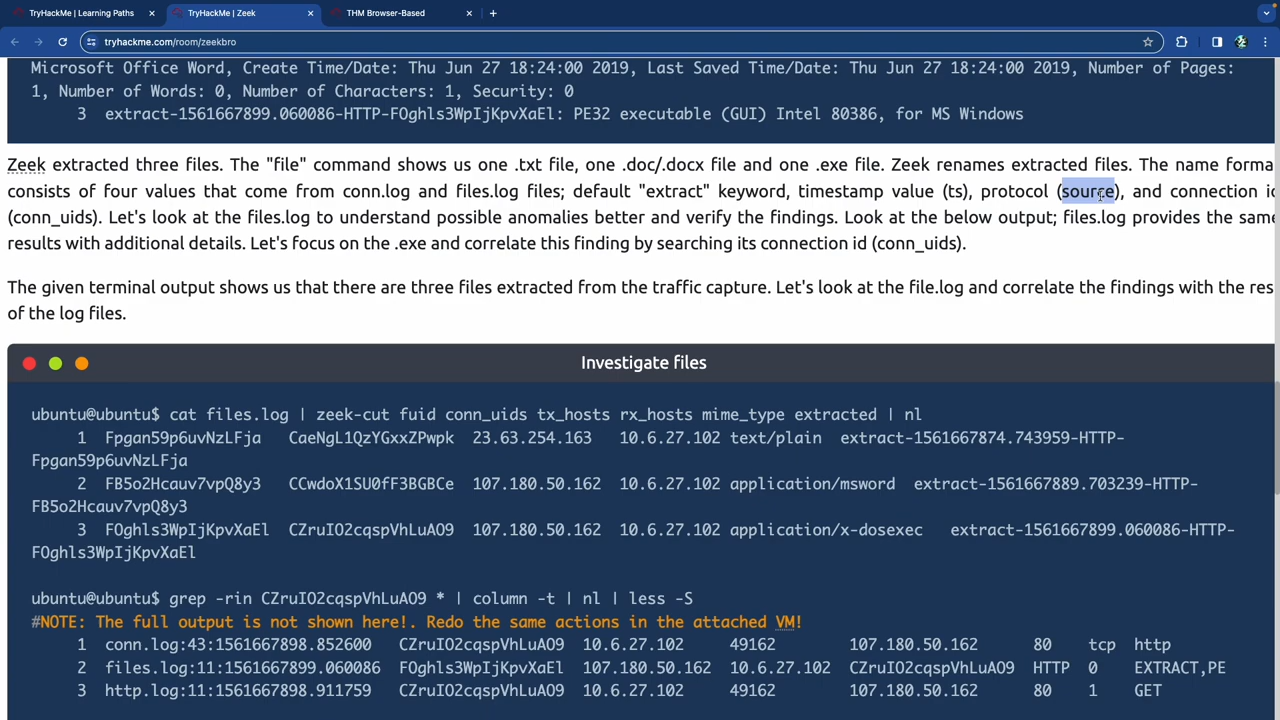 TryHackMe | Learning Paths
TryHackMe | Zeek
THM Browser-Based
tryhackme.com/room/zeekbro
Microsoft Office Word, Create Time/Date: Thu Jun 27 18:24:00 2019, Last Saved Time/Date: Thu Jun 27 18:24:00 2019, Number of Pages:
1, Number of Words: 0, Number of Characters: 1, Security: 0
3 extract-1561667899.060086-HTTP-FOghls3WpIjKpvXaEl: PE32 executable (GUI) Intel 80386, for MS Windows
Zeek extracted three files. The "file" command shows us one .txt file, one .doc/.docx file and one .exe file. Zeek renames extracted files. The name forma
consists of four values that come from conn.log and files.log files; default "extract" keyword, timestamp value (ts), protocol (source), and connection id
(conn_uids). Let's look at the files.log to understand possible anomalies better and verify the findings. Look at the below output; files.log provides the same
results with additional details. Let's focus on the .exe and correlate this finding by searching its connection id (conn_uids).
The given terminal output shows us that there are three files extracted from the traffic capture. Let's look at the file.log and correlate the findings with the res
of the log files.
Investigate files
ubuntu@ubuntu$ cat files.log | zeek-cut fuid conn_uids tx_hosts rx_hosts mime_type extracted | nl
1 Fpgan59p6uvNzLFja CaeNgL1QzYGxxZPwpk 23.63.254.163 10.6.27.102 text/plain extract-1561667874.743959-HTTP-
Fpgan59p6uvNzLFja
2 FB5o2Hcauv7vpQ8y3 CCwdoX1SU0fF3BGBCe 107.180.50.162 10.6.27.102 application/msword extract-1561667889.703239-HTTP-
FB5o2Hcauv7vpQ8y3
3 FOghls3WpIjKpvXaEl CZruIO2cqspVhLuAO9 107.180.50.162 10.6.27.102 application/x-dosexec extract-1561667899.060086-HTTP-
FOghls3WpIjKpvXaEl
ubuntu@ubuntu$ grep -rin CZruIO2cqspVhLuAO9 * | column -t | nl | less -S
#NOTE: The full output is not shown here!. Redo the same actions in the attached VM!
1 conn.log:43:1561667898.852600 CZruIO2cqspVhLuAO9 10.6.27.102 49162 107.180.50.162 80 tcp http
2 files.log:11:1561667899.060086 FOghls3WpIjKpvXaEl 107.180.50.162 10.6.27.102 CZruIO2cqspVhLuAO9 HTTP 0 EXTRACT,PE
3 http.log:11:1561667898.911759 CZruIO2cqspVhLuAO9 10.6.27.102 49162 107.180.50.162 80 1 GET